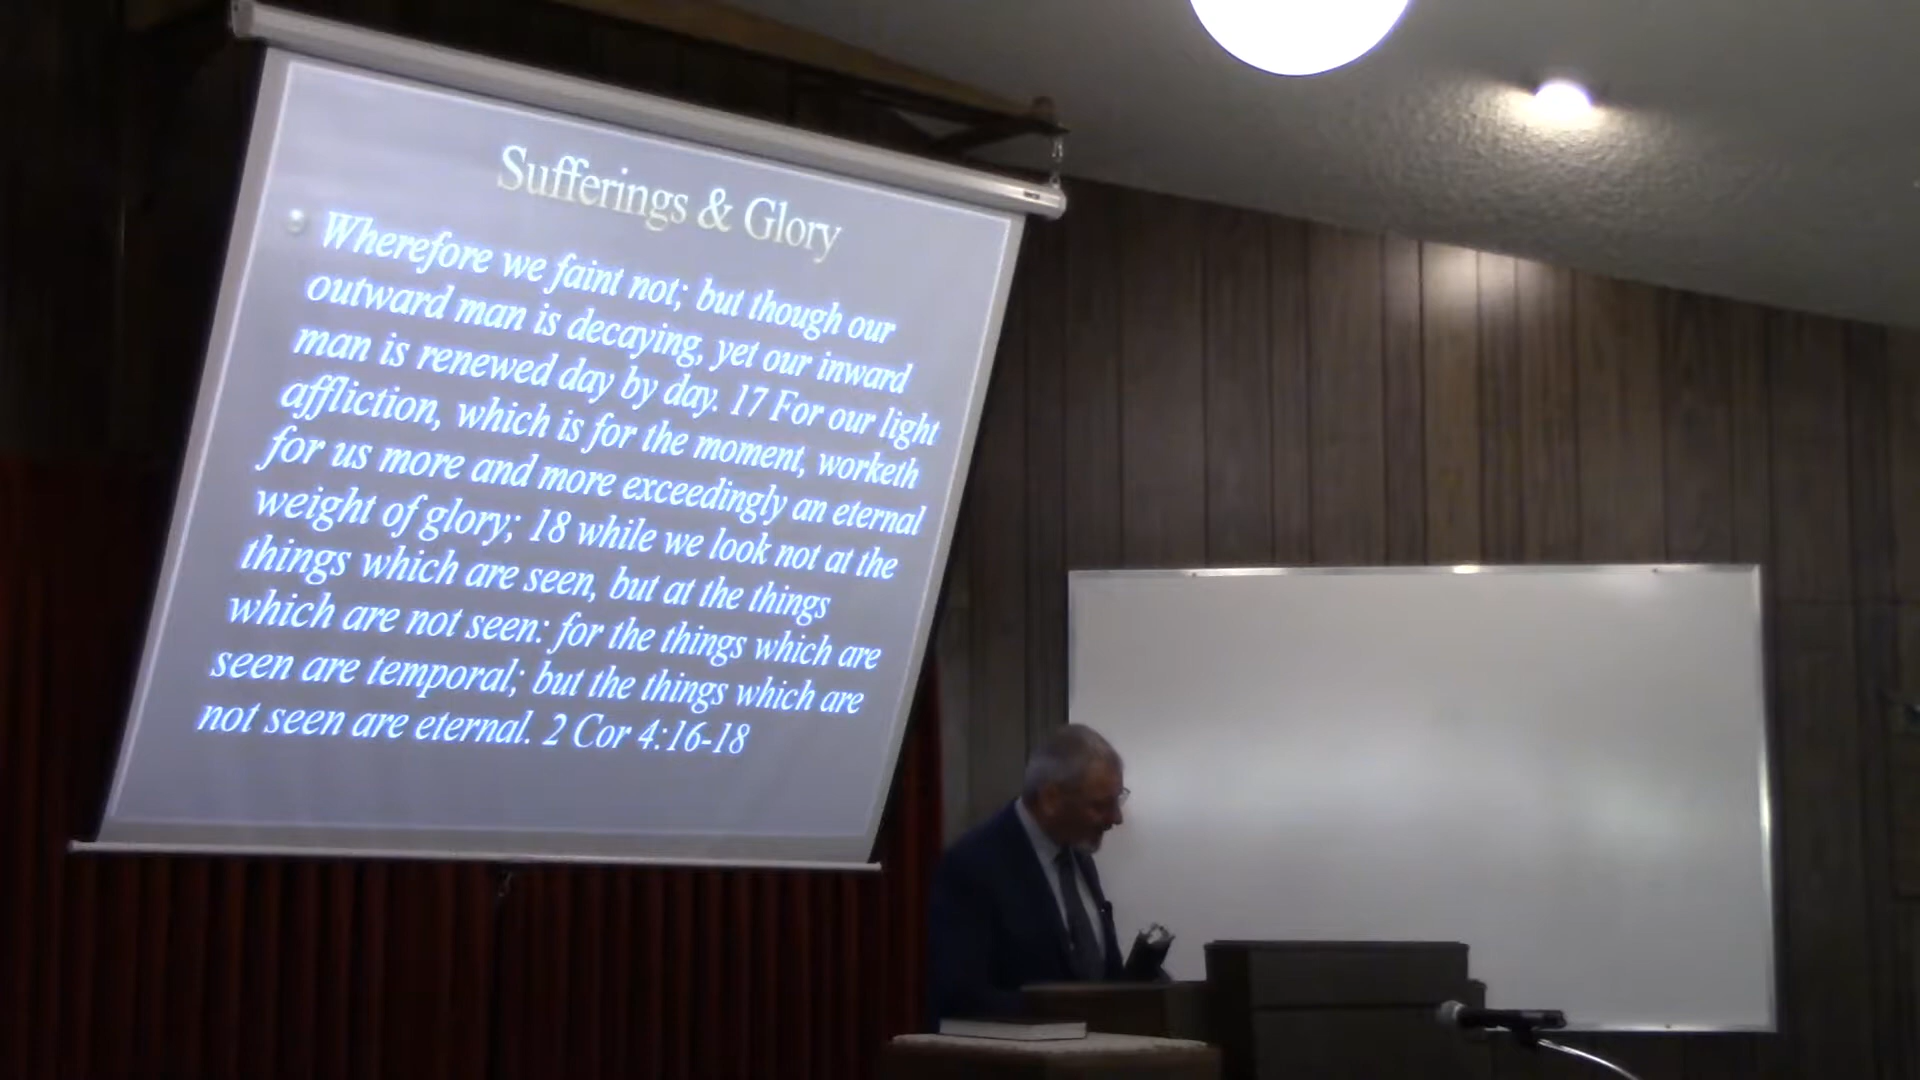 Sufferings & Glory
Wherefore we faint not; but though our
outward man is decaying, yet our inward
man is renewed day by day. 17 For our light
affliction, which is for the moment, worketh
for us more and more exceedingly an eternal
weight of glory; 18 while we look not at the
things which are seen, but at the things
which are not seen: for the things which are
seen are temporal; but the things which are
not seen are eternal. 2 Cor 4:16-18